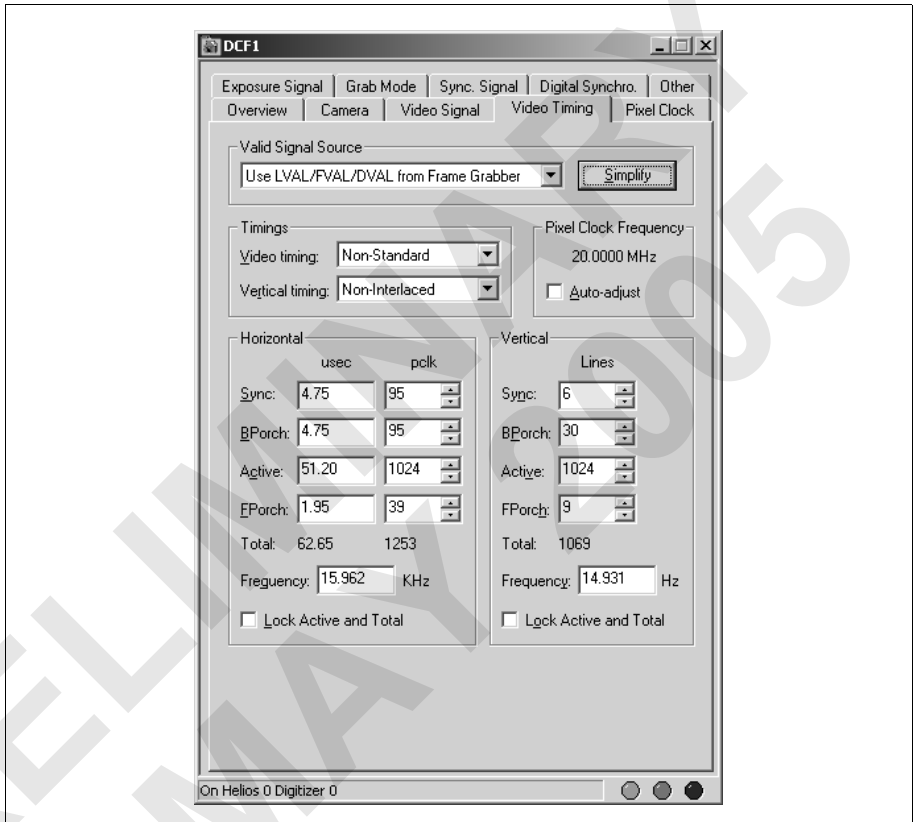 DCF1
Exposure Signal Grab Mode Sync. Signal Digital Synchro. Other
Overview Camera Video Signal Video Timing Pixel Clock
Valid Signal Source
Use LVAL/FVAL/DVAL from Frame Grabber Simplify
Timings
Video timing: Non-Standard
Vertical timing: Non-Interlaced
Pixel Clock Frequency
20.0000 MHz
Auto-adjust
Horizontal
usec pclk
Sync: 4.75 95
BPorch: 4.75 95
Active: 51.20 1024
FPorch: 1.95 39
Total: 62.65 1253
Frequency: 15.962 KHz
Lock Active and Total
Vertical
Lines
Sync: 6
BPorch: 30
Active: 1024
FPorch: 9
Total: 1069
Frequency: 14.931 Hz
Lock Active and Total
On Helios 0 Digitizer 0
PRELIMINARY
MAY 2005